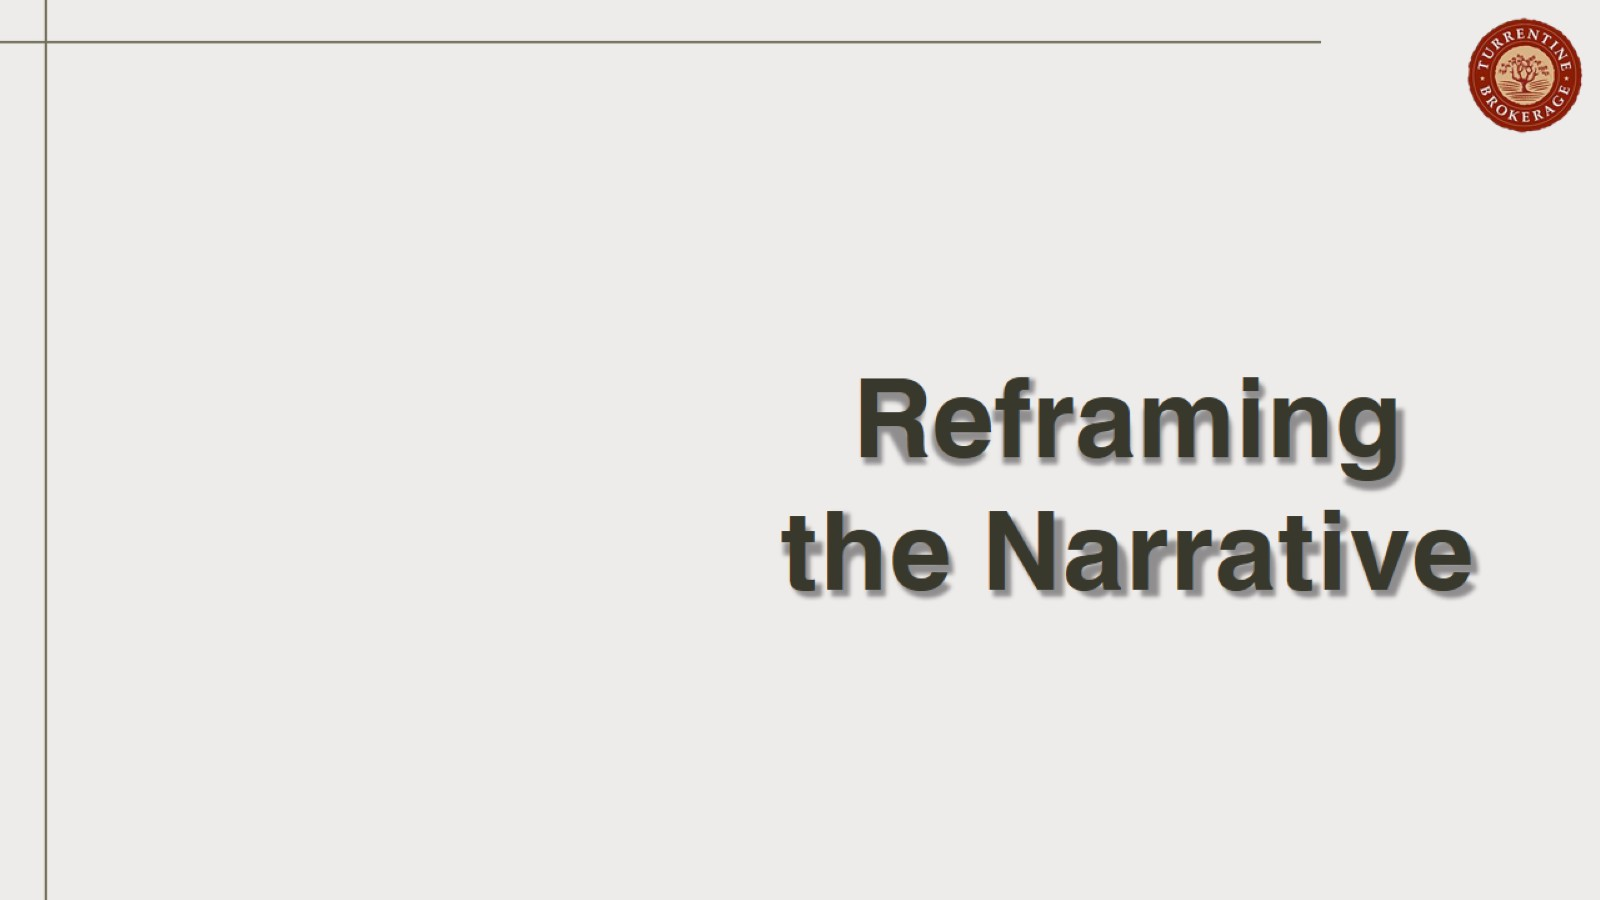 TURRENTINE
BROKERAGE
Reframing
the Narrative